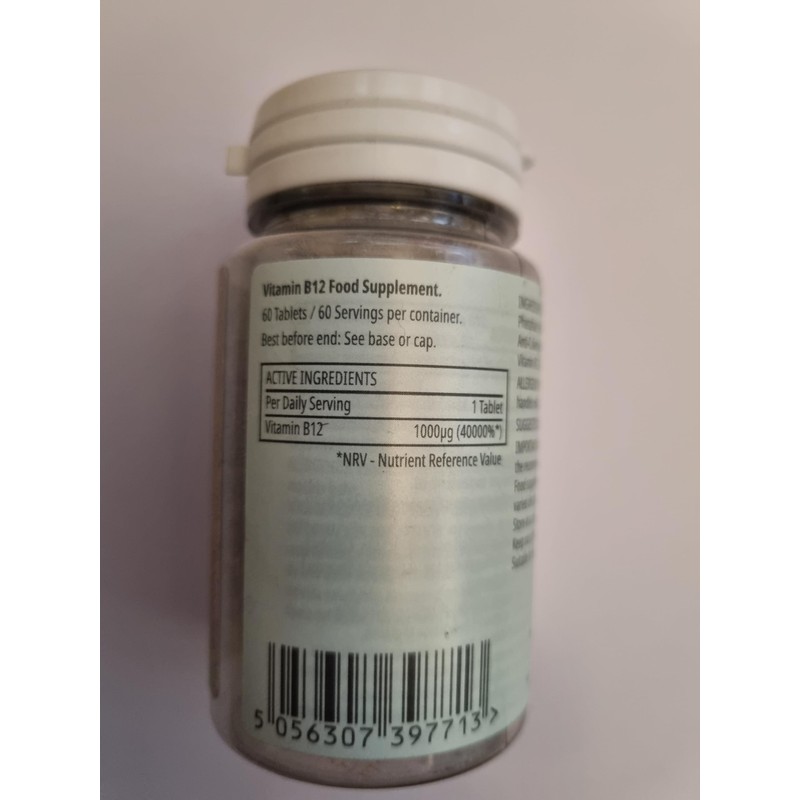 Vitamin B12 Food Supplement.
60 Tablets / 60 Servings per container.
Best before end: See base or cap.
ACTIVE INGREDIENTS
Per Daily Serving 1 Tablet
Vitamin B12 1000µg (40000%*)
*NRV - Nutrient Reference Value
5 056307 397713 >